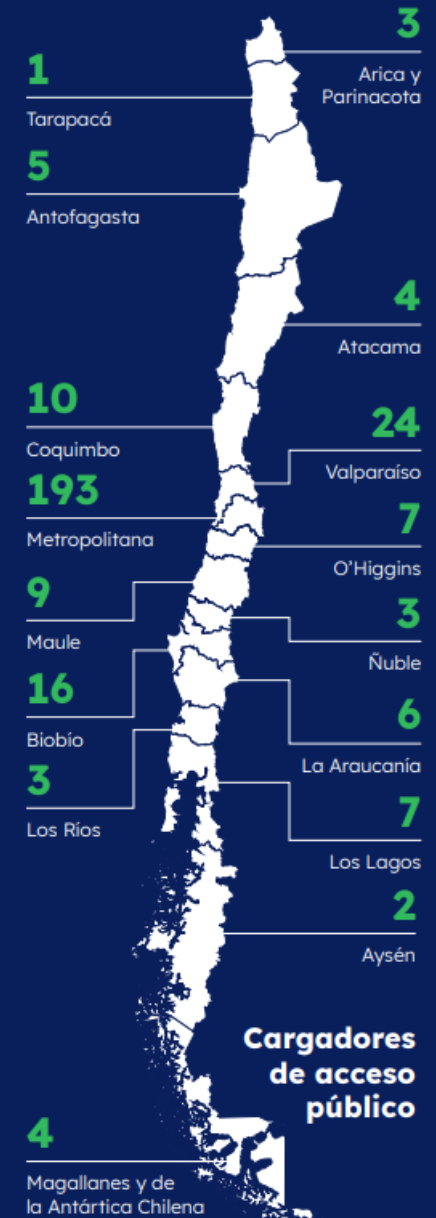 3
Arica y
Parinacota
1
Tarapacá
5
Antofagasta
4
Atacama
10
Coquimbo
24
Valparaíso
193
Metropolitana
7
O'Higgins
9
Maule
3
Ñuble
16
Biobío
6
La Araucanía
3
Los Ríos
7
Los Lagos
2
Aysén
Cargadores
de acceso
público
4
Magallanes y de
la Antártica Chilena